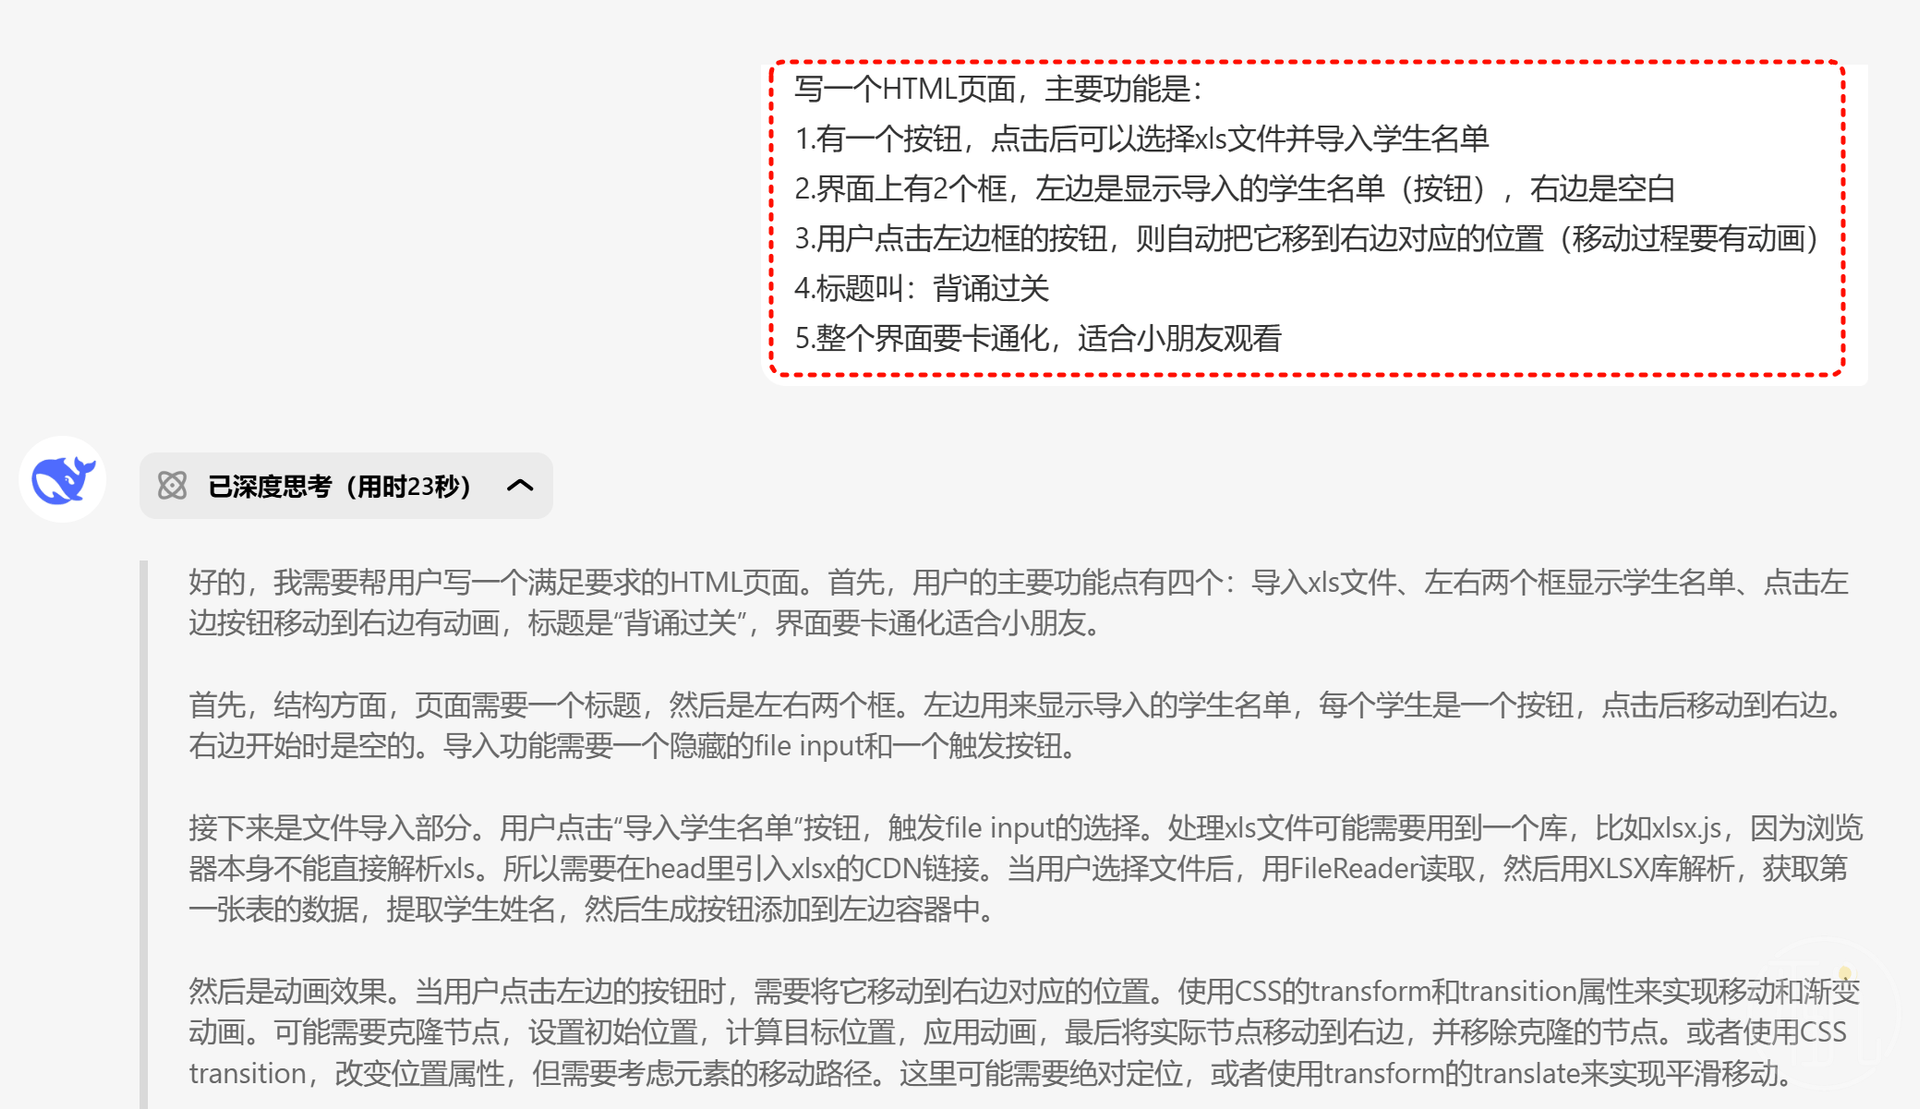 写一个HTML页面，主要功能是：
1.有一个按钮，点击后可以选择xls文件并导入学生名单
2.界面上有2个框，左边是显示导入的学生名单（按钮），右边是空白
3.用户点击左边框的按钮，则自动把它移到右边对应的位置（移动过程要有动画）
4.标题叫：背诵过关
5.整个界面要卡通化，适合小朋友观看
已深度思考（用时23秒）
好的，我需要帮用户写一个满足要求的HTML页面。首先，用户的主要功能点有四个：导入xls文件、左右两个框显示学生名单、点击左
边按钮移动到右边有动画，标题是“背诵过关”，界面要卡通化适合小朋友。
首先，结构方面，页面需要一个标题，然后是左右两个框。左边用来显示导入的学生名单，每个学生是一个按钮，点击后移动到右边。
右边开始时是空的。导入功能需要一个隐藏的file input和一个触发按钮。
接下来是文件导入部分。用户点击“导入学生名单”按钮，触发file input的选择。处理xls文件可能需要用到一个库，比如xlsx.js，因为浏览
器本身不能直接解析xls。所以需要在head里引入xlsx的CDN链接。当用户选择文件后，用FileReader读取，然后用XLSX库解析，获取第
一张表的数据，提取学生姓名，然后生成按钮添加到左边容器中。
然后是动画效果。当用户点击左边的按钮时，需要将它移动到右边对应的位置。使用CSS的transform和transition属性来实现移动和渐变
动画。可能需要克隆节点，设置初始位置，计算目标位置，应用动画，最后将实际节点移动到右边，并移除克隆的节点。或者使用CSS
transition，改变位置属性，但需要考虑元素的移动路径。这里可能需要绝对定位，或者使用transform的translate来实现平滑移动。